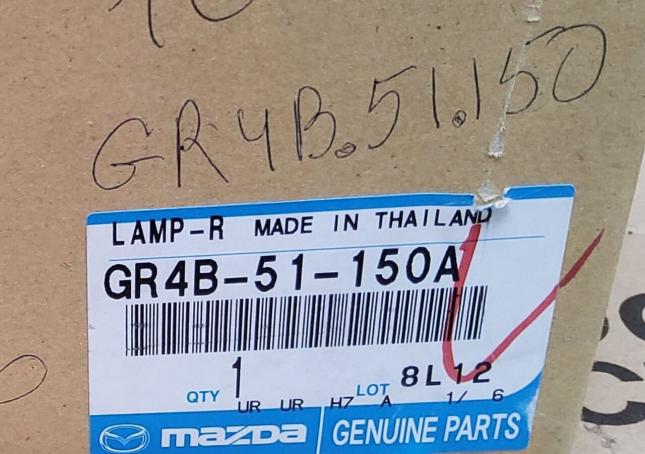 GR4B.51.150
LAMP-R MADE IN THAILAND
GR4B-51-150A
QTY 1 LOT 8L12
UR UR H7 A 1/ 6
mazda GENUINE PARTS